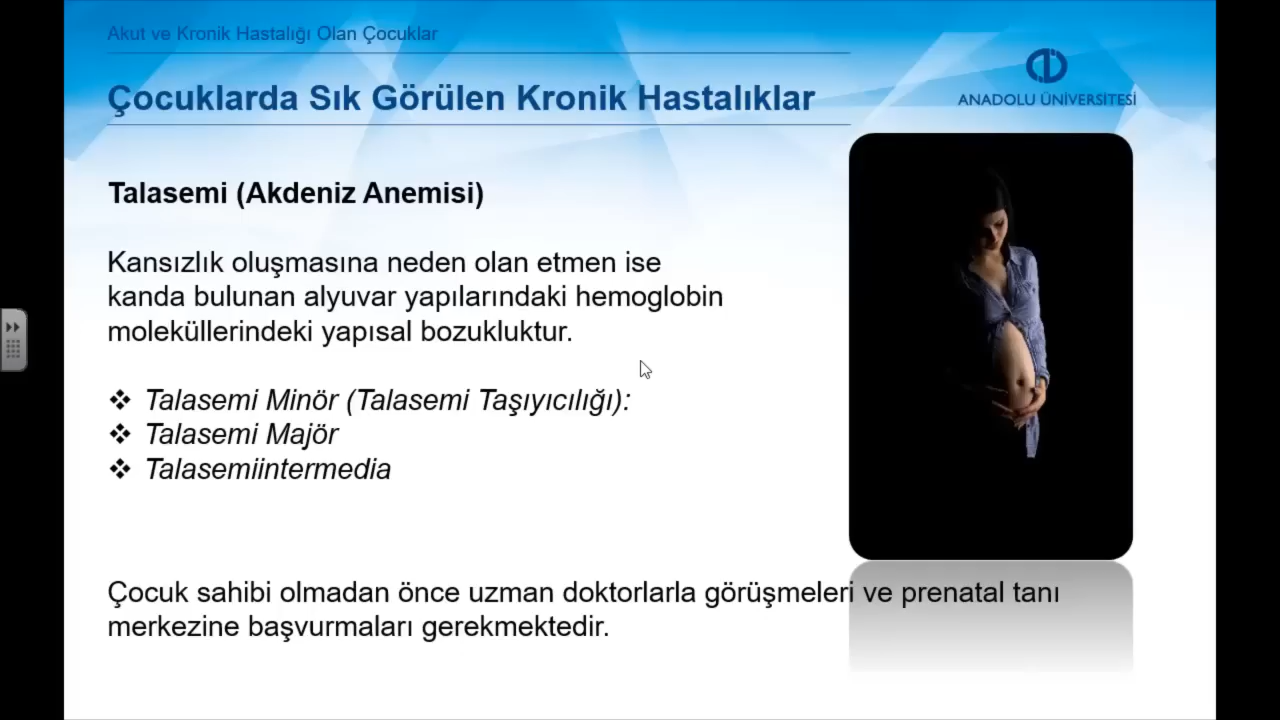 Akut ve Kronik Hastalığı Olan Çocuklar
Çocuklarda Sık Görülen Kronik Hastalıklar
ANADOLU ÜNİVERSİTESİ
Talasemi (Akdeniz Anemisi)
Kansızlık oluşmasına neden olan etmen ise
kanda bulunan alyuvar yapılarındaki hemoglobin
moleküllerindeki yapısal bozukluktur.
❖ Talasemi Minör (Talasemi Taşıyıcılığı):
❖ Talasemi Majör
❖ Talasemiintermedia
Çocuk sahibi olmadan önce uzman doktorlarla görüşmeleri ve prenatal tanı
merkezine başvurmaları gerekmektedir.